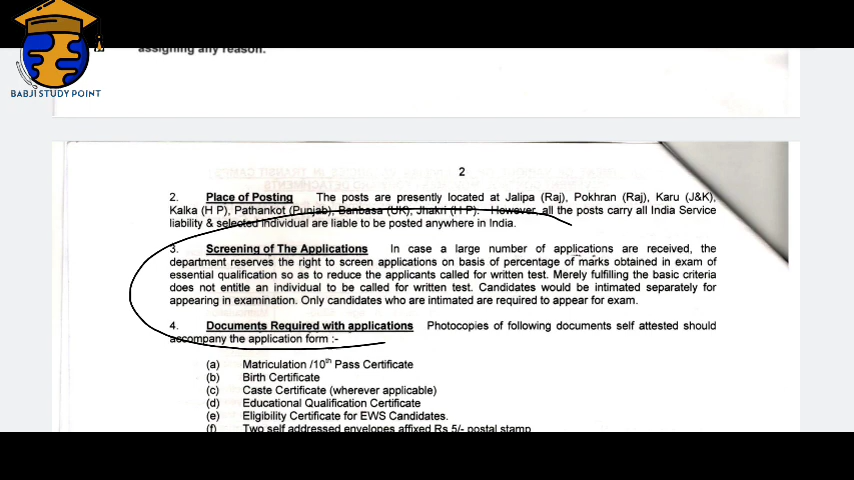 assigning any reason.
BABJI STUDY POINT
2
2. Place of Posting The posts are presently located at Jalipa (Raj), Pokhran (Raj), Karu (J&K),
Kalka (H P), Pathankot (Punjab), Banbasa (UK), Jhakri (H P). However, all the posts carry all India Service
liability & selected individual are liable to be posted anywhere in India.
3. Screening of The Applications In case a large number of applications are received, the
department reserves the right to screen applications on basis of percentage of marks obtained in exam of
essential qualification so as to reduce the applicants called for written test. Merely fulfilling the basic criteria
does not entitle an individual to be called for written test. Candidates would be intimated separately for
appearing in examination. Only candidates who are intimated are required to appear for exam.
4. Documents Required with applications Photocopies of following documents self attested should
accompany the application form :-
(a) Matriculation /10th Pass Certificate
(b) Birth Certificate
(c) Caste Certificate (wherever applicable)
(d) Educational Qualification Certificate
(e) Eligibility Certificate for EWS Candidates.
(f) Two self addressed envelopes affixed Rs 5/- postal stamp